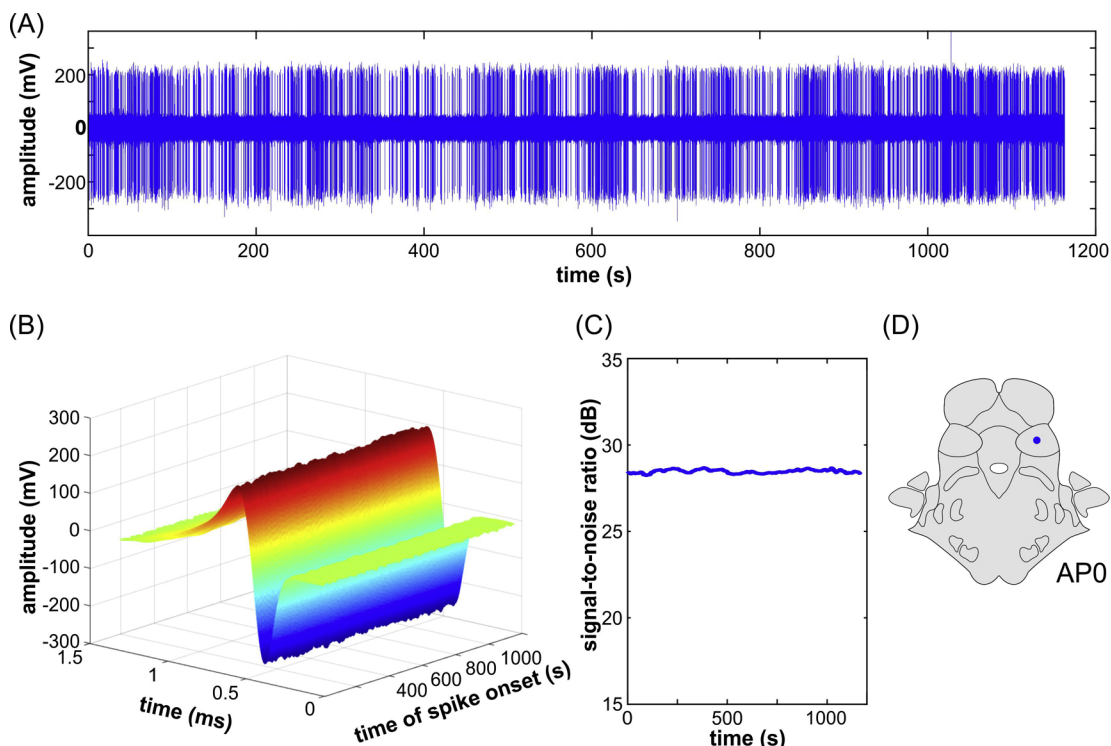 (A)
amplitude (mV)
200
0
-200
0
200
400
600
800
1000
1200
time (s)
(B)
amplitude (mV)
300
200
100
0
-100
-200
-300
1.5
1
0.5
0
time (ms)
400
600
800
1000
time of spike onset (s)
(C)
signal-to-noise ratio (dB)
35
30
25
20
15
0
500
1000
time (s)
(D)
AP0